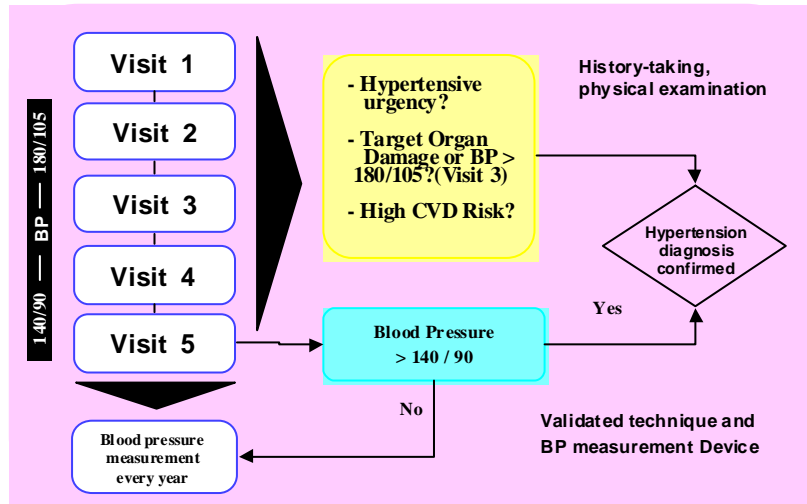 140/90 — BP — 180/105
Visit 1
Visit 2
Visit 3
Visit 4
Visit 5
- Hypertensive
urgency?
- Target Organ
Damage or BP >
180/105?(Visit 3)
- High CVD Risk?
History-taking,
physical examination
Hypertension
diagnosis
confirmed
Blood Pressure
> 140 / 90
Yes
No
Blood pressure
measurement
every year
Validated technique and
BP measurement Device